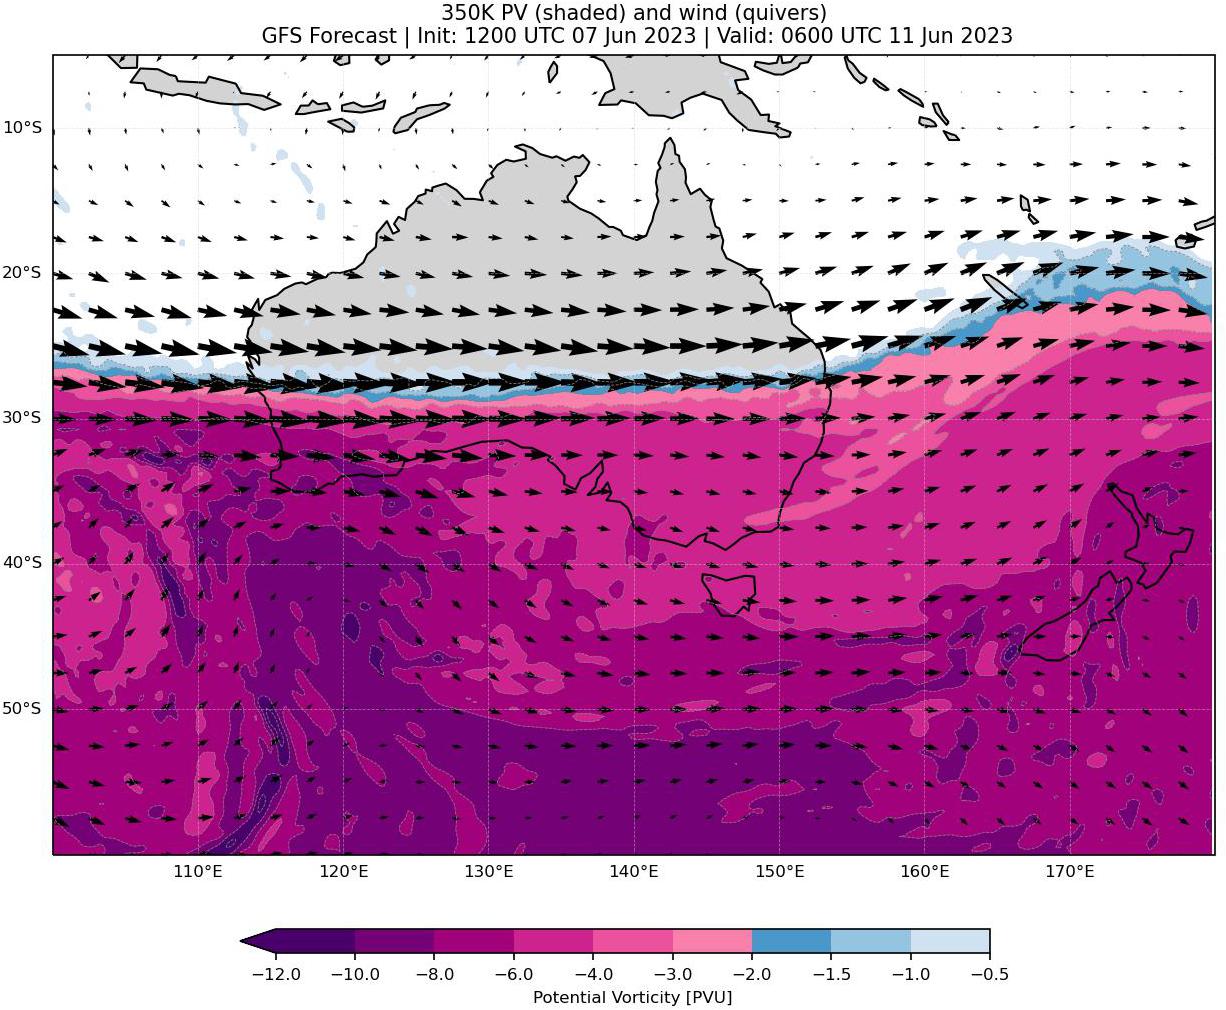 350K PV (shaded) and wind (quivers)
GFS Forecast | Init: 1200 UTC 07 Jun 2023 | Valid: 0600 UTC 11 Jun 2023
10°S
20°S
30°S
40°S
50°S
110°E 120°E 130°E 140°E 150°E 160°E 170°E
−12.0 −10.0 −8.0 −6.0 −4.0 −3.0 −2.0 −1.5 −1.0 −0.5
Potential Vorticity [PVU]